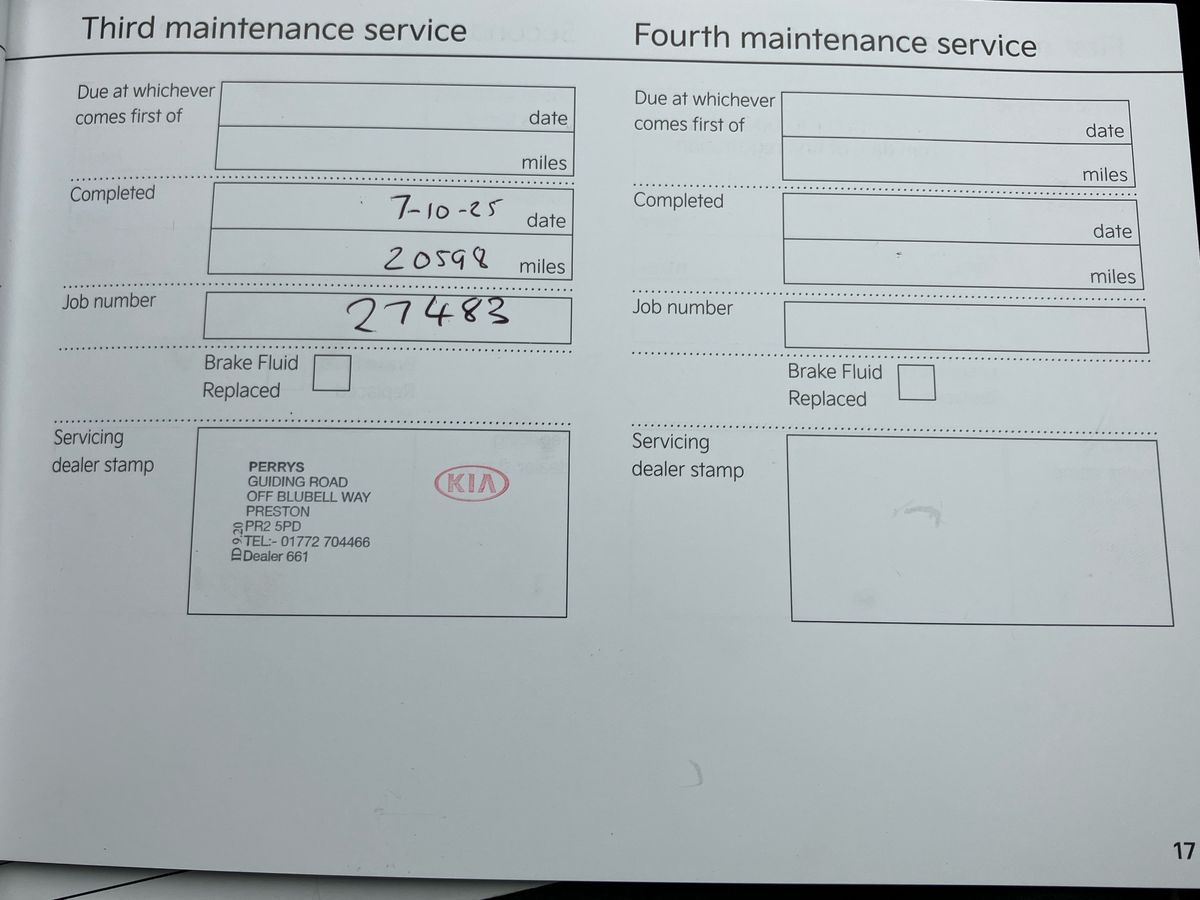 Third maintenance service
Due at whichever
comes first of
date
miles
Completed
7-10-25 date
20598 miles
Job number
27483
Brake Fluid
Replaced
Servicing
dealer stamp
PERRYS
GUIDING ROAD
OFF BLUBELL WAY
PRESTON
PR2 5PD
TEL:- 01772 704466
Dealer 661
ID 9.20
KIA
Fourth maintenance service
Due at whichever
comes first of
date
miles
Completed
date
miles
Job number
Brake Fluid
Replaced
Servicing
dealer stamp
17